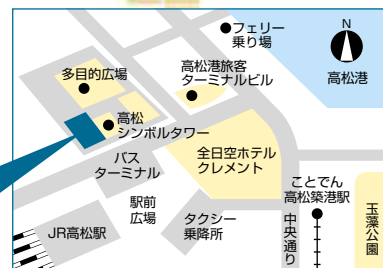 フェリー
乗り場
N
高松港
多目的広場
高松港旅客
ターミナルビル
高松
シンボルタワー
バス
ターミナル
全日空ホテル
クレメント
ことでん
高松築港駅
駅前
広場
タクシー
乗降所
中央通り
玉藻公園
JR高松駅